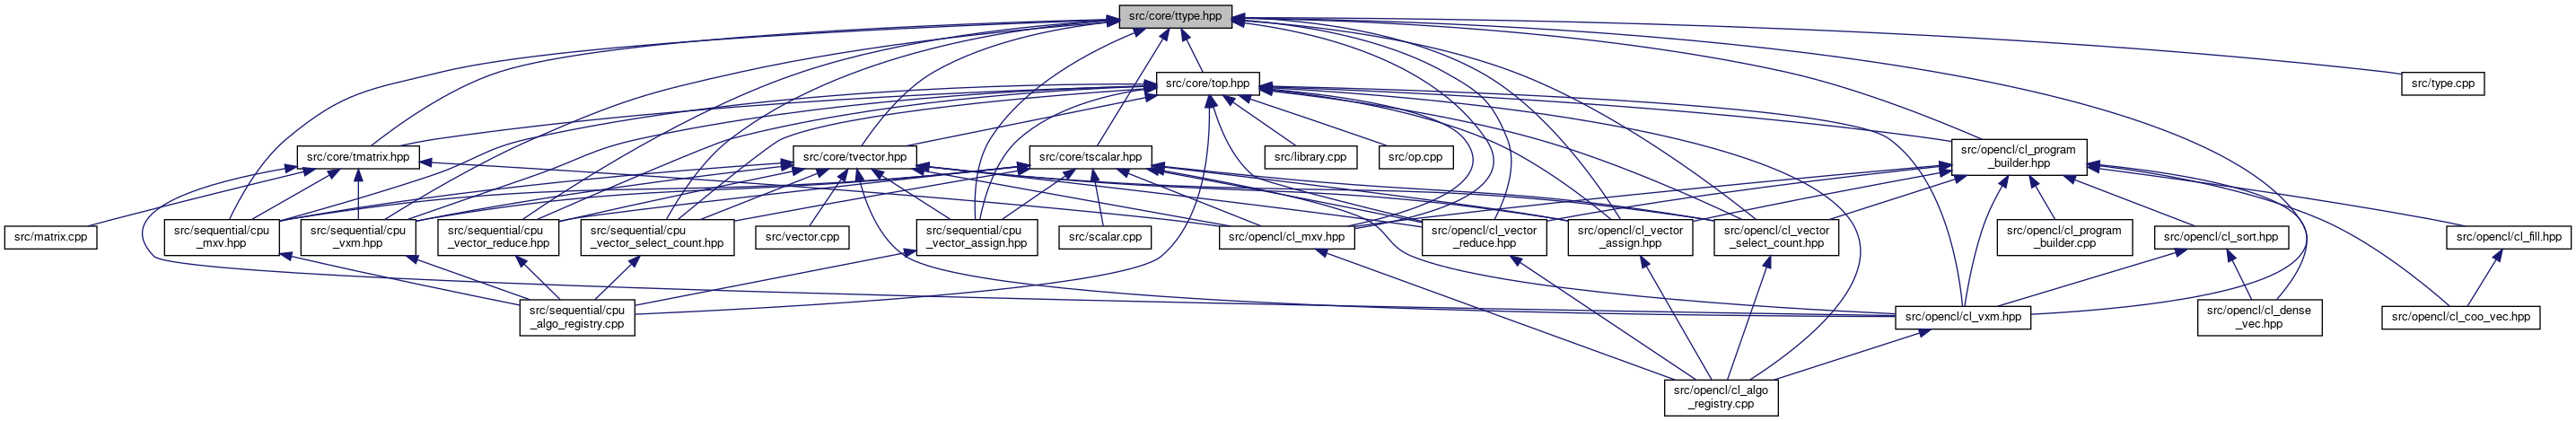 src/core/ttype.hpp
src/core/top.hpp
src/type.cpp
src/core/tmatrix.hpp
src/core/tvector.hpp
src/core/tscalar.hpp
src/library.cpp
src/op.cpp
src/opencl/cl_program
_builder.hpp
src/matrix.cpp
src/sequential/cpu
_mxv.hpp
src/sequential/cpu
_vxm.hpp
src/sequential/cpu
_vector_reduce.hpp
src/sequential/cpu
_vector_select_count.hpp
src/vector.cpp
src/sequential/cpu
_vector_assign.hpp
src/scalar.cpp
src/opencl/cl_mxv.hpp
src/opencl/cl_vector
_reduce.hpp
src/opencl/cl_vector
_assign.hpp
src/opencl/cl_vector
_select_count.hpp
src/opencl/cl_program
_builder.cpp
src/opencl/cl_sort.hpp
src/opencl/cl_fill.hpp
src/sequential/cpu
_algo_registry.cpp
src/opencl/cl_vxm.hpp
src/opencl/cl_dense
_vec.hpp
src/opencl/cl_coo_vec.hpp
src/opencl/cl_algo
_registry.cpp